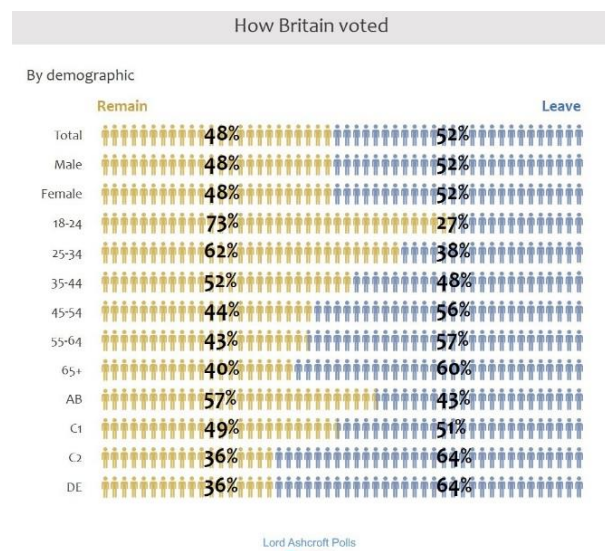 How Britain voted
By demographic
Remain Leave
Total 48% 52%
Male 48% 52%
Female 48% 52%
18-24 73% 27%
25-34 62% 38%
35-44 52% 48%
45-54 44% 56%
55-64 43% 57%
65+ 40% 60%
AB 57% 43%
C1 49% 51%
C2 36% 64%
DE 36% 64%
Lord Ashcroft Polls